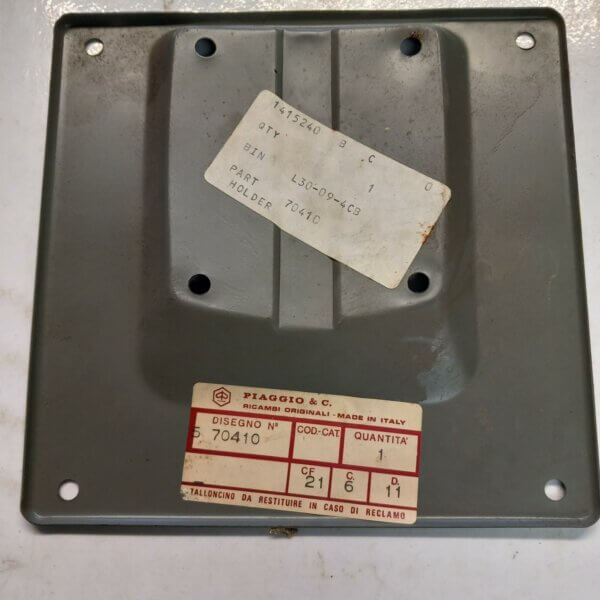 1415240 B C
QTY 1 0
BIN L30-09-4CB
PART
HOLDER 70410
PIAGGIO & C.
RICAMBI ORIGINALI - MADE IN ITALY
DISEGNO N° COD.-CAT. QUANTITA'
5 70410 1
CF C. D.
21 6 11
TALLONCINO DA RESTITUIRE IN CASO DI RECLAMO